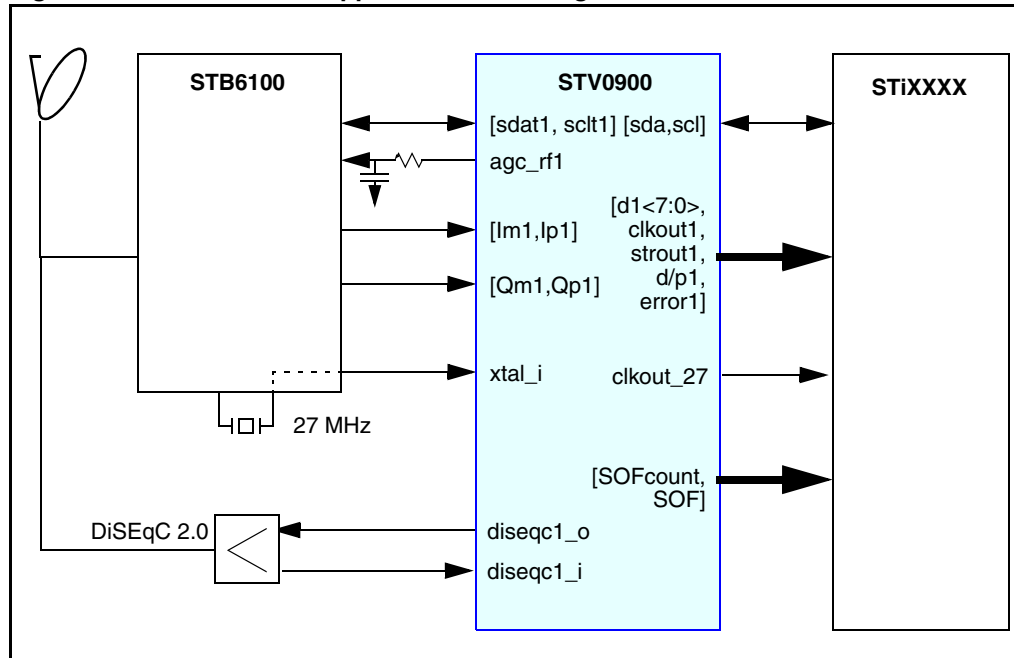 STB6100
STV0900
STiXXXX
[sdat1, sclt1] [sda,scl]
agc_rf1
[d1<7:0>,
clkout1,
strout1,
d/p1,
error1]
[Im1,Ip1]
[Qm1,Qp1]
xtal_i
clkout_27
27 MHz
[SOFcount,
SOF]
DiSEqC 2.0
diseqc1_o
diseqc1_i